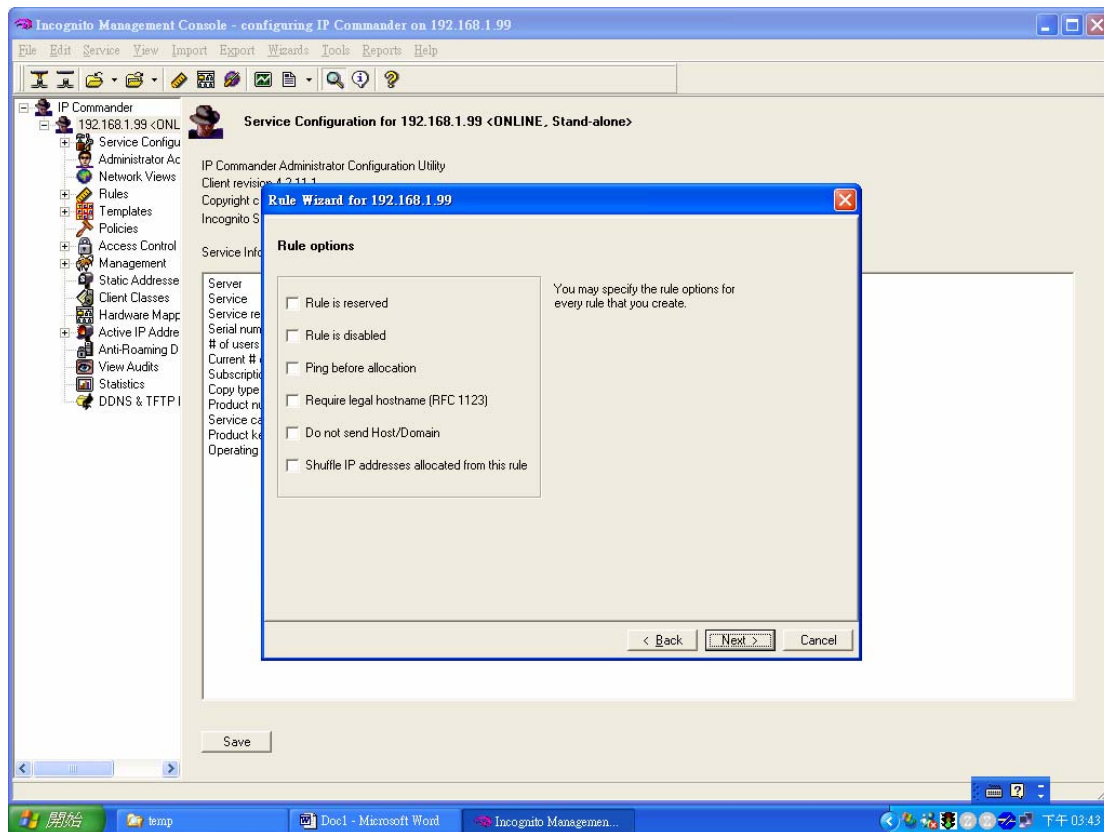 Incognito Management Console - configuring IP Commander on 192.168.1.99
File Edit Service View Import Export Wizards Tools Reports Help
IP Commander
192.168.1.99 <ONL
Service Configu
Administrator Ac
Network Views
Rules
Templates
Policies
Access Control
Management
Static Addresse
Client Classes
Hardware Mapp
Active IP Addre
Anti-Roaming D
View Audits
Statistics
DDNS & TFTP I
Service Configuration for 192.168.1.99 <ONLINE, Stand-alone>
IP Commander Administrator Configuration Utility
Client revision 4.2.11.1
Copyright c
Incognito S
Service Info
Server
Service
Service re
Serial num
# of users
Current #
Subscriptio
Copy type
Product nu
Service ca
Product ke
Operating
Rule Wizard for 192.168.1.99
Rule options
Rule is reserved
Rule is disabled
Ping before allocation
Require legal hostname (RFC 1123)
Do not send Host/Domain
Shuffle IP addresses allocated from this rule
You may specify the rule options for
every rule that you create.
< Back Next > Cancel
Save
開始 temp Doc1 - Microsoft Word Incognito Managemen... 下午 03:43